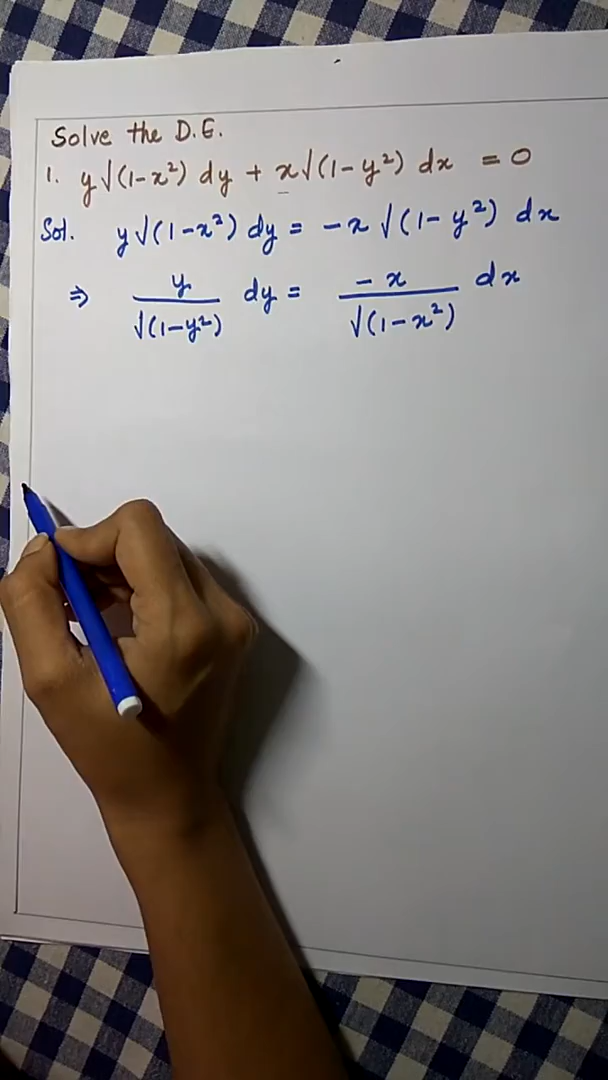 Solve the D.E.
1. y√(1-x²) dy + x√(1-y²) dx = 0
Sol. y√(1-x²) dy = -x √(1-y²) dx
⇒ y/√(1-y²) dy = -x/√(1-x²) dx